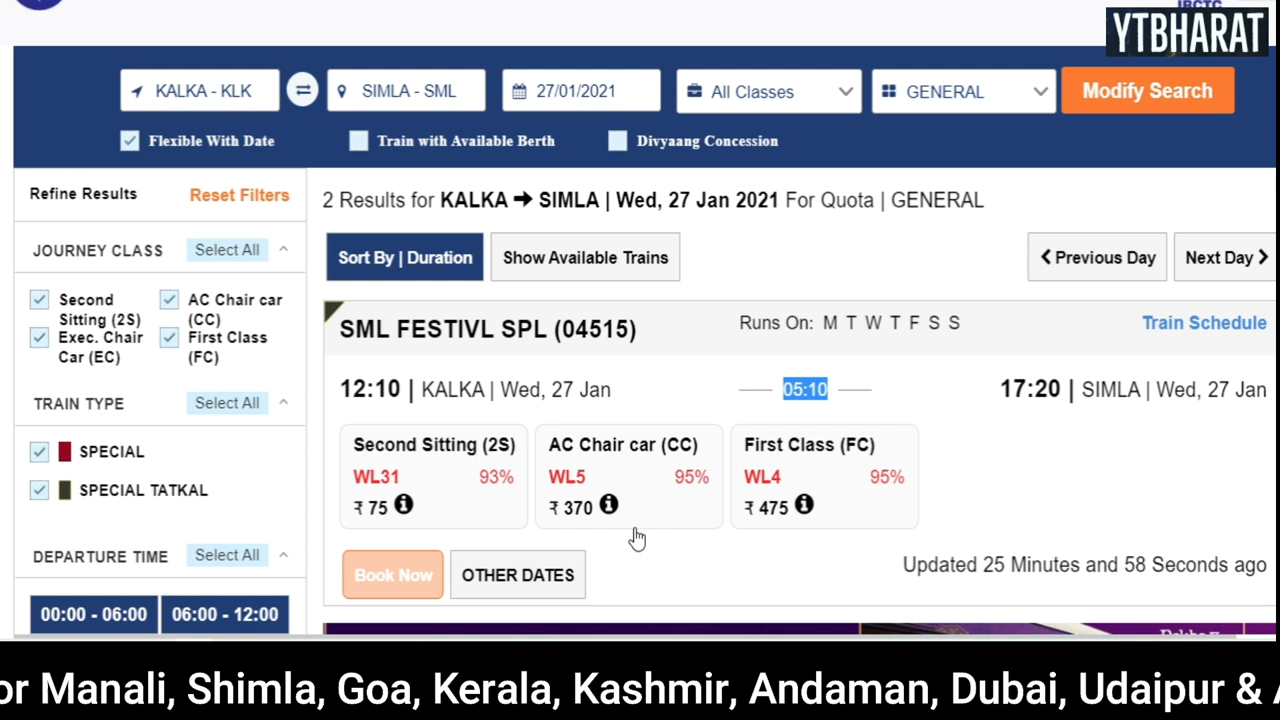 IRCTC
YTBHARAT
KALKA - KLK
SIMLA - SML
27/01/2021
All Classes
GENERAL
Modify Search
Flexible With Date
Train with Available Berth
Divyaang Concession
Refine Results
Reset Filters
JOURNEY CLASS
Select All
Second Sitting (2S)
AC Chair car (CC)
Exec. Chair Car (EC)
First Class (FC)
TRAIN TYPE
Select All
SPECIAL
SPECIAL TATKAL
DEPARTURE TIME
Select All
00:00 - 06:00
06:00 - 12:00
2 Results for KALKA ➔ SIMLA | Wed, 27 Jan 2021 For Quota | GENERAL
Sort By | Duration
Show Available Trains
Previous Day
Next Day
SML FESTIVL SPL (04515)
Runs On: M T W T F S S
Train Schedule
12:10 | KALKA | Wed, 27 Jan
05:10
17:20 | SIMLA | Wed, 27 Jan
Second Sitting (2S)
WL31 93%
₹ 75
AC Chair car (CC)
WL5 95%
₹ 370
First Class (FC)
WL4 95%
₹ 475
Book Now
OTHER DATES
Updated 25 Minutes and 58 Seconds ago
or Manali, Shimla, Goa, Kerala, Kashmir, Andaman, Dubai, Udaipur &